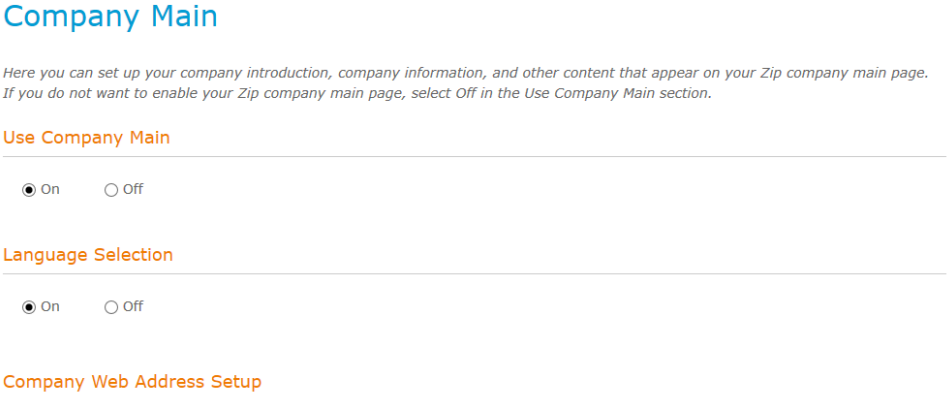 Company Main
Here you can set up your company introduction, company information, and other content that appear on your Zip company main page.
If you do not want to enable your Zip company main page, select Off in the Use Company Main section.
Use Company Main
On Off
Language Selection
On Off
Company Web Address Setup